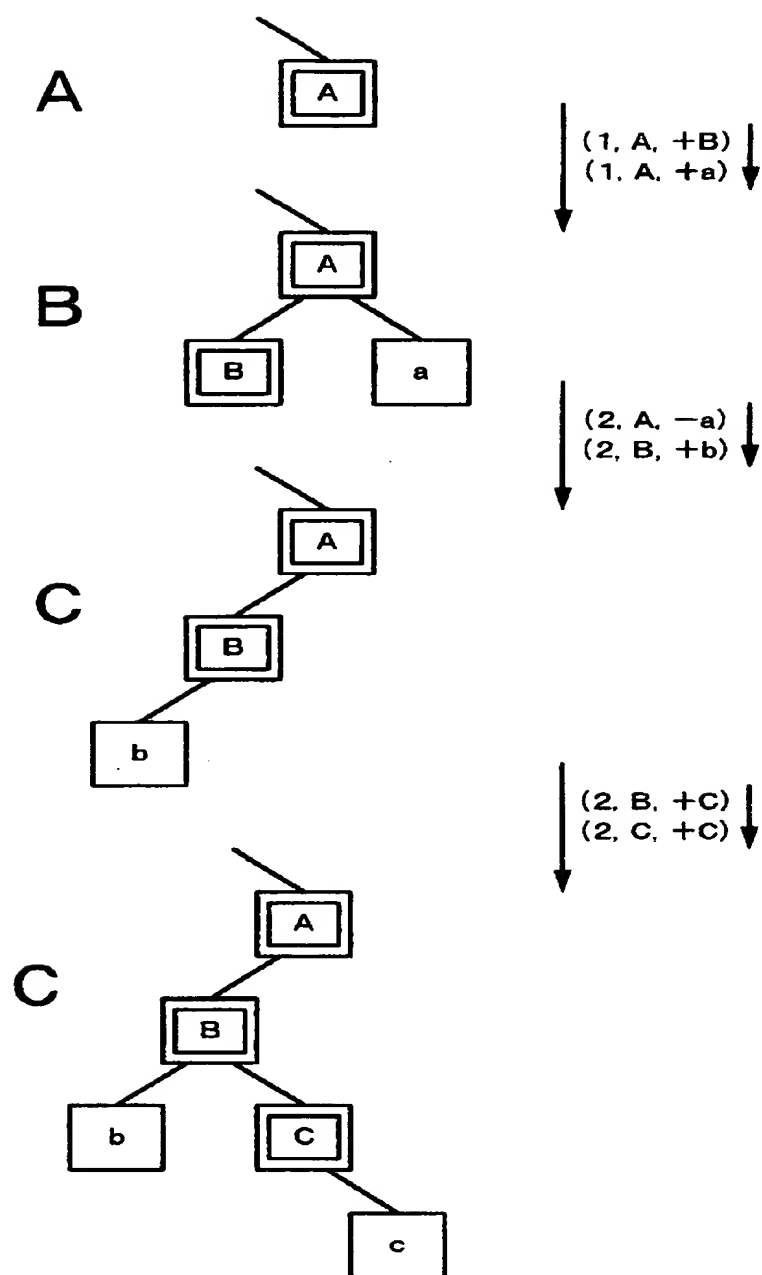 A
A
(1, A, +B)
(1, A, +a)
A
B
B
a
(2, A, −a)
(2, B, +b)
A
C
B
b
(2, B, +C)
(2, C, +C)
A
C
B
b
C
c